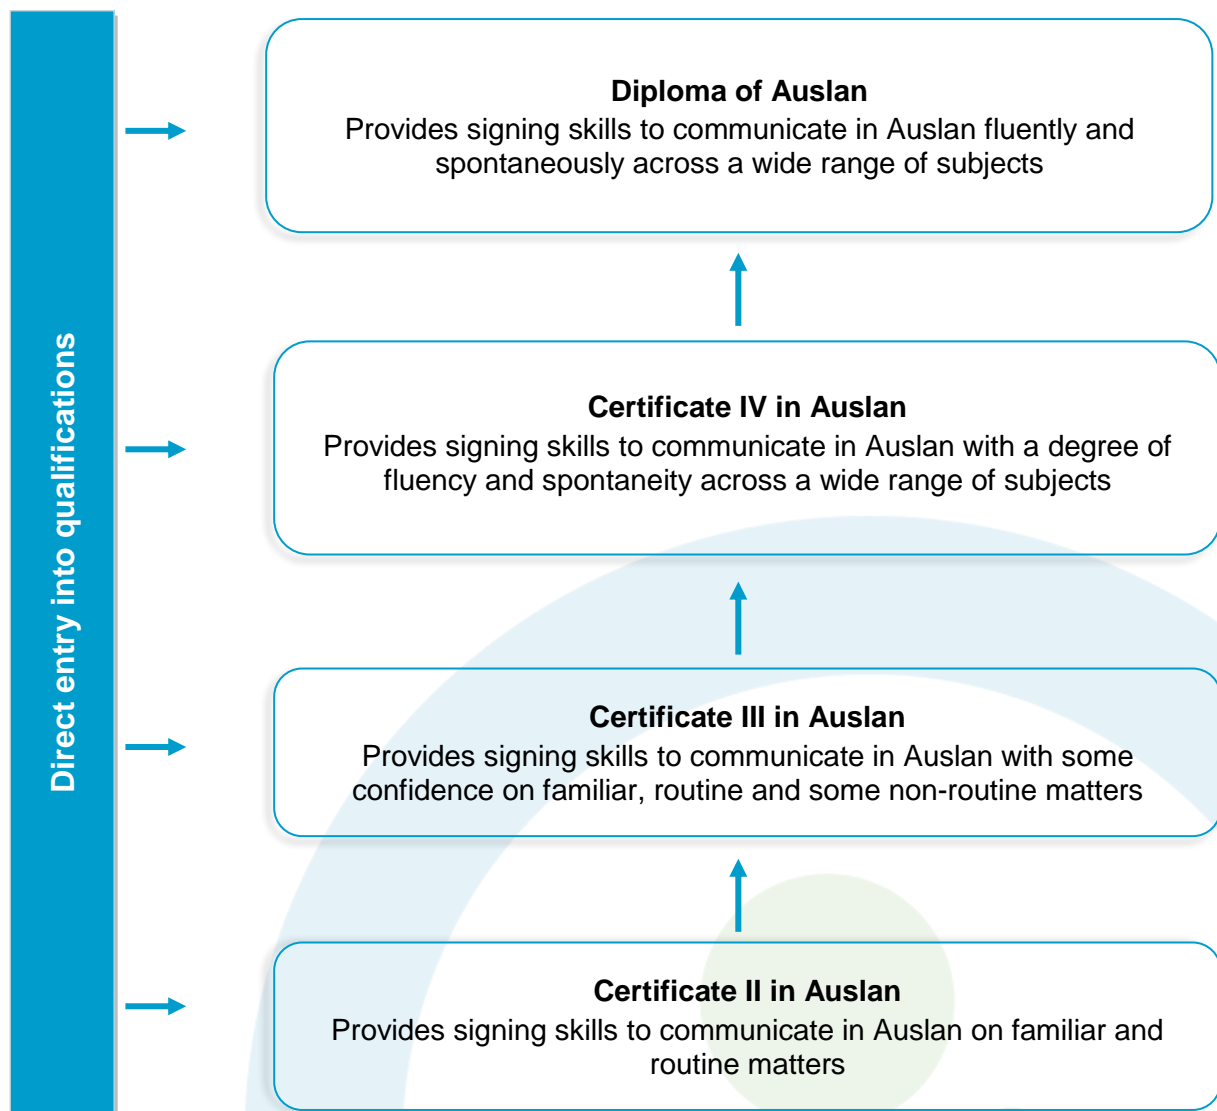 Direct entry into qualifications
Diploma of Auslan
Provides signing skills to communicate in Auslan fluently and
spontaneously across a wide range of subjects
Certificate IV in Auslan
Provides signing skills to communicate in Auslan with a degree of
fluency and spontaneity across a wide range of subjects
Certificate III in Auslan
Provides signing skills to communicate in Auslan with some
confidence on familiar, routine and some non-routine matters
Certificate II in Auslan
Provides signing skills to communicate in Auslan on familiar and
routine matters